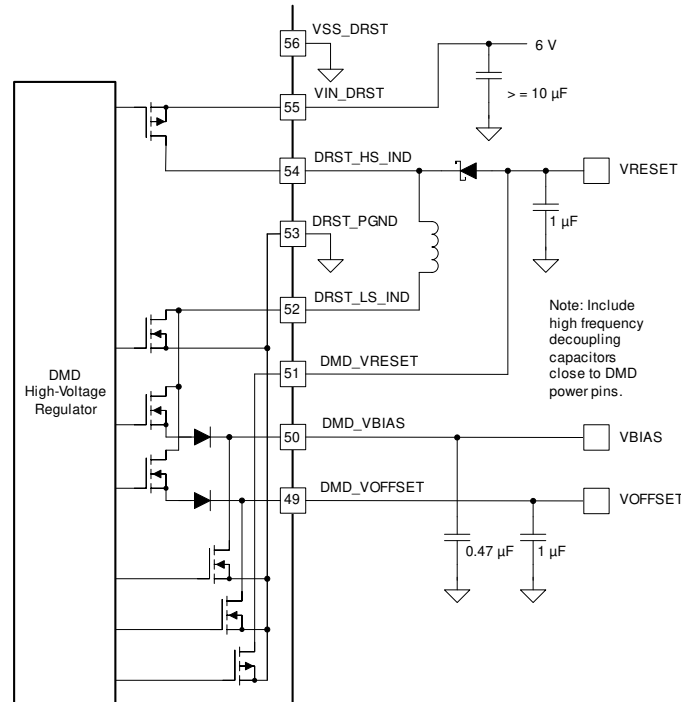 VSS_DRST
56
6 V
VIN_DRST
55
> = 10 µF
DRST_HS_IND
54
VRESET
DRST_PGND
53
1 µF
DRST_LS_IND
52
Note: Include
high frequency
decoupling
capacitors
close to DMD
power pins.
DMD_VRESET
51
DMD
High-Voltage
Regulator
DMD_VBIAS
50
VBIAS
DMD_VOFFSET
49
VOFFSET
0.47 µF
1 µF